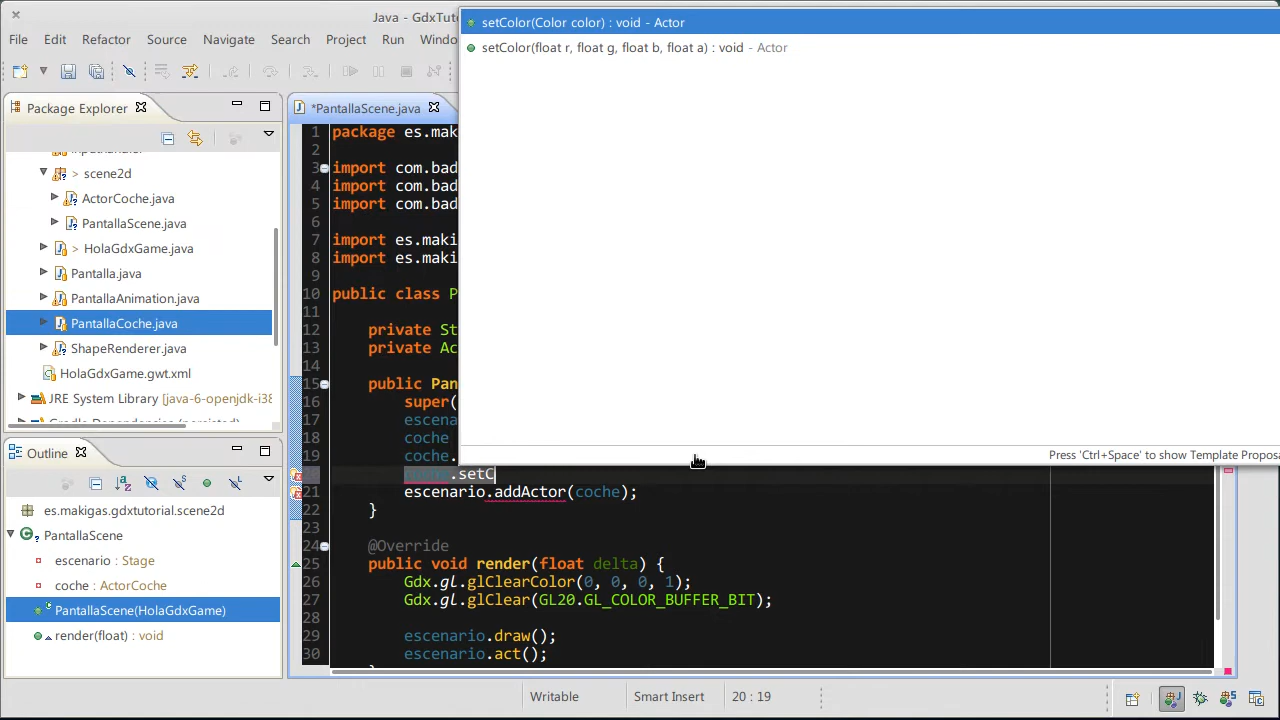 Java - GdxTuto
File Edit Refactor Source Navigate Search Project Run Windo
setColor(Color color) : void - Actor
setColor(float r, float g, float b, float a) : void - Actor
Press 'Ctrl+Space' to show Template Proposa
Package Explorer
> scene2d
ActorCoche.java
PantallaScene.java
> HolaGdxGame.java
Pantalla.java
PantallaAnimation.java
PantallaCoche.java
ShapeRenderer.java
HolaGdxGame.gwt.xml
JRE System Library [java-6-openjdk-i38
Outline
es.makigas.gdxtutorial.scene2d
PantallaScene
escenario : Stage
coche : ActorCoche
PantallaScene(HolaGdxGame)
render(float) : void
*PantallaScene.java
1 package es.mak
2
3 import com.bad
4 import com.bad
5 import com.bad
6
7 import es.maki
8 import es.maki
9
10 public class P
11
12 private St
13 private Ac
14
15 public Pan
16 super(
17 escena
18 coche
19 coche.
.setC
21 escenario.addActor(coche);
22 }
23
24 @Override
25 public void render(float delta) {
26 Gdx.gl.glClearColor(0, 0, 0, 1);
27 Gdx.gl.glClear(GL20.GL_COLOR_BUFFER_BIT);
28
29 escenario.draw();
30 escenario.act();
Writable Smart Insert 20 : 19